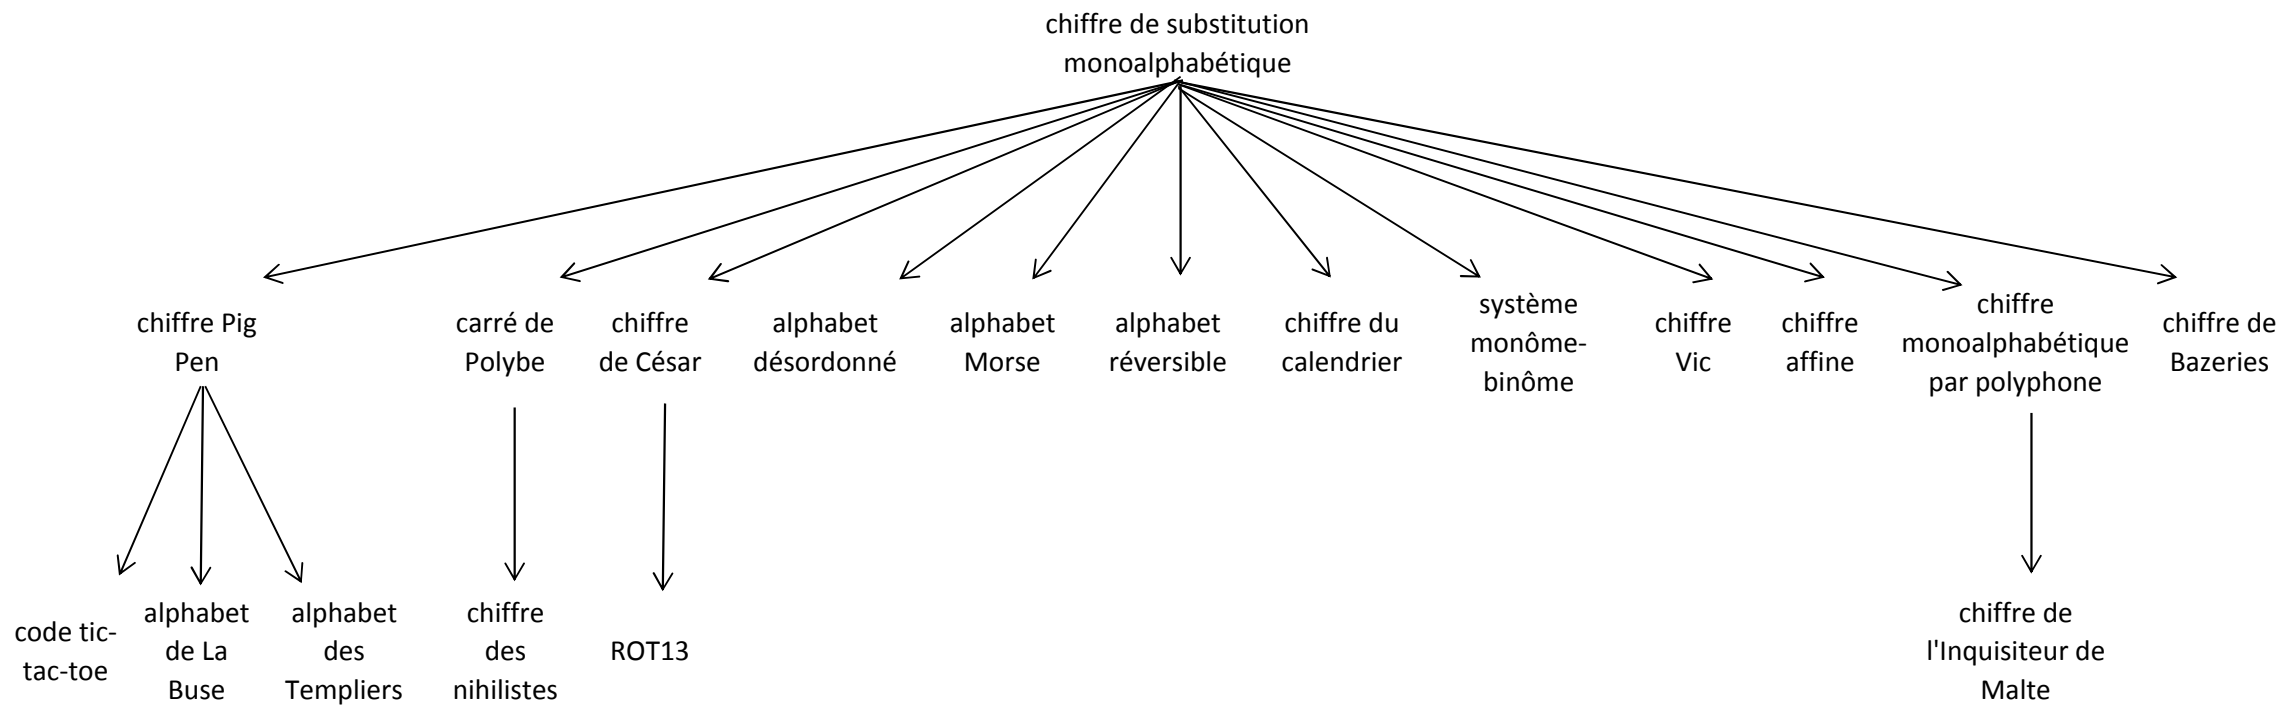 chiffre de substitution
monoalphabétique
chiffre Pig
Pen
carré de
Polybe
chiffre
de César
alphabet
désordonné
alphabet
Morse
alphabet
réversible
chiffre du
calendrier
système
monôme-
binôme
chiffre
Vic
chiffre
affine
chiffre
monoalphabétique
par polyphone
chiffre de
Bazeries
code tic-
tac-toe
alphabet
de La
Buse
alphabet
des
Templiers
chiffre
des
nihilistes
ROT13
chiffre de
l'Inquisiteur de
Malte